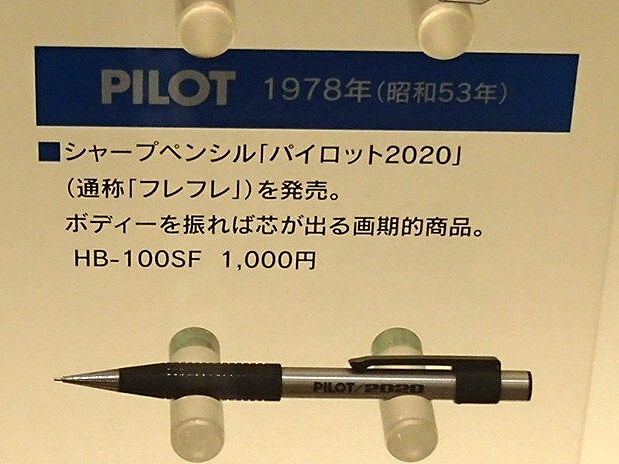 PILOT 1978年(昭和53年)
■シャープペンシル「パイロット2020」
(通称「フレフレ」)を発売。
ボディーを振れば芯が出る画期的商品。
HB-100SF 1,000円
PILOT/2020